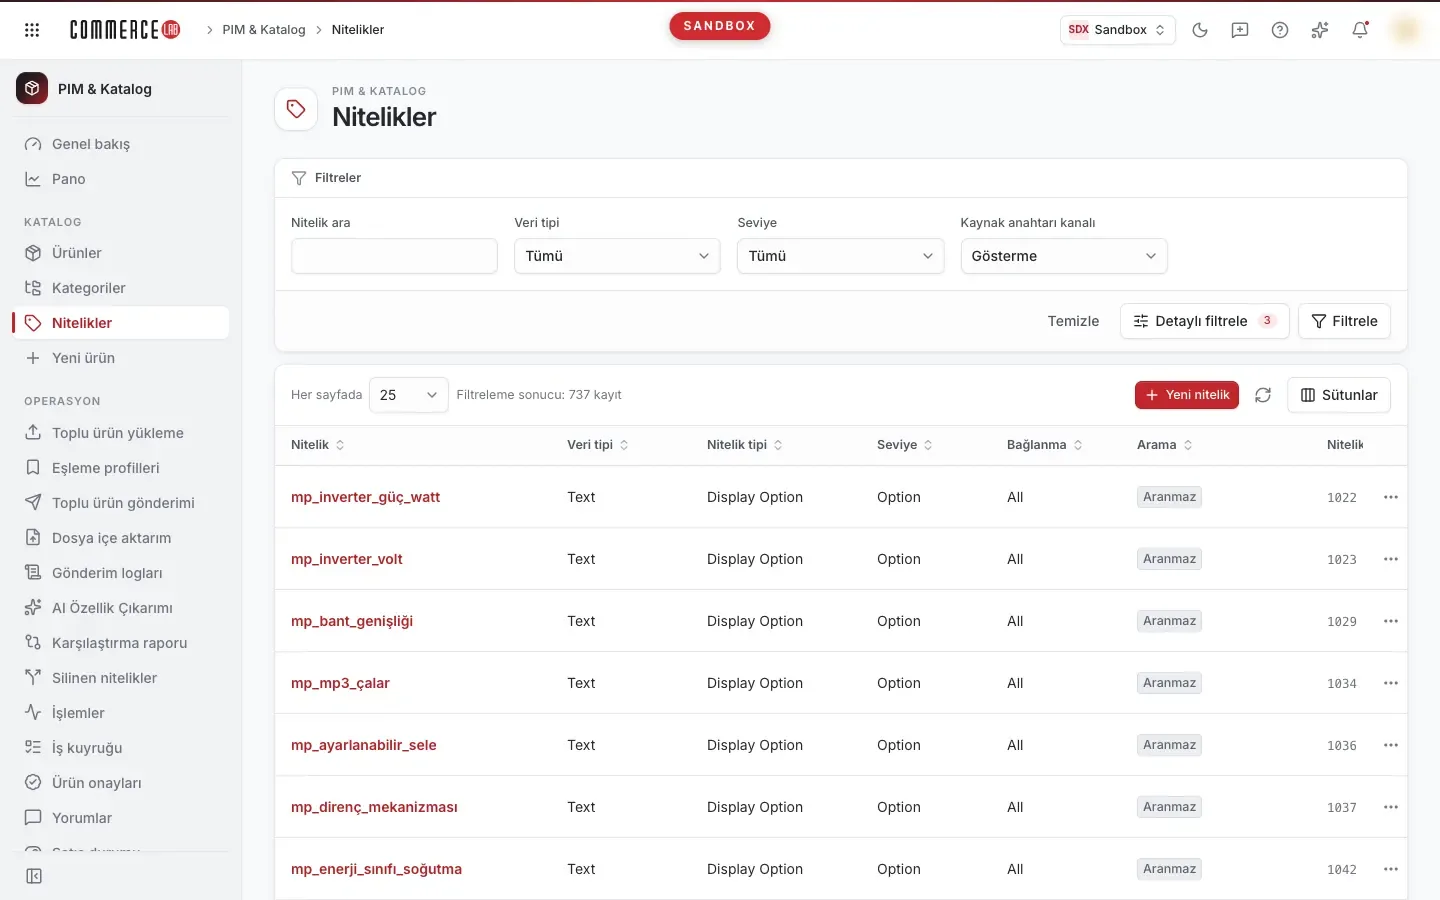 COMMERCE LAB
PIM & Katalog
Nitelikler
SANDBOX
SDX Sandbox
PIM & Katalog
Genel bakış
Pano
KATALOG
Ürünler
Kategoriler
Nitelikler
Yeni ürün
OPERASYON
Toplu ürün yükleme
Eşleme profilleri
Toplu ürün gönderimi
Dosya içe aktarım
Gönderim logları
AI Özellik Çıkarımı
Karşılaştırma raporu
Silinen nitelikler
İşlemler
İş kuyruğu
Ürün onayları
Yorumlar
PIM & KATALOG
Nitelikler
Filtreler
Nitelik ara Veri tipi Seviye Kaynak anahtarı kanalı
Tümü Tümü Gösterme
Temizle Detaylı filtrele 3 Filtrele
Her sayfada 25 Filtreleme sonucu: 737 kayıt Yeni nitelik Sütunlar
Nitelik Veri tipi Nitelik tipi Seviye Bağlanma Arama Nitelik
mp_inverter_güç_watt Text Display Option Option All Aranmaz 1022
mp_inverter_volt Text Display Option Option All Aranmaz 1023
mp_bant_genişliği Text Display Option Option All Aranmaz 1029
mp_mp3_çalar Text Display Option Option All Aranmaz 1034
mp_ayarlanabilir_sele Text Display Option Option All Aranmaz 1036
mp_direnç_mekanizması Text Display Option Option All Aranmaz 1037
mp_enerji_sınıfı_soğutma Text Display Option Option All Aranmaz 1042